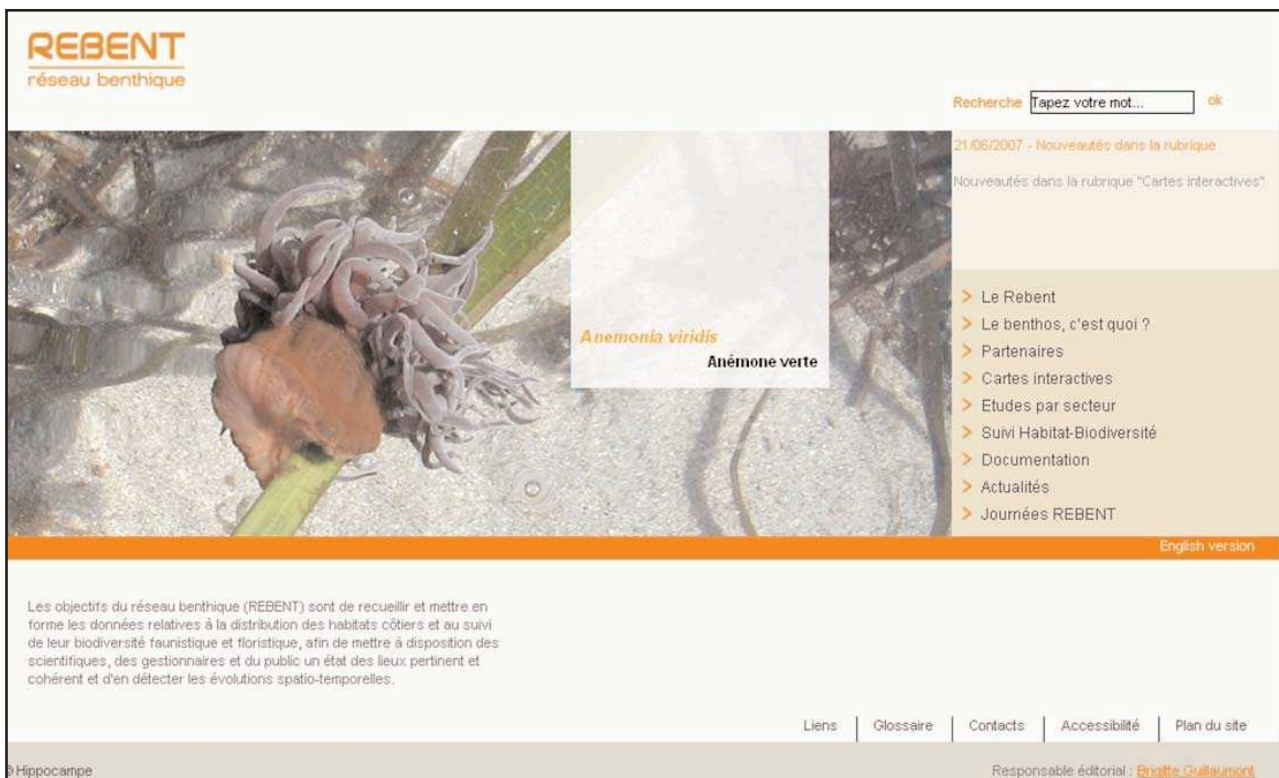 REBENT
réseau benthique
Recherche Tapez votre mot... ok
21/06/2007 - Nouveautés dans la rubrique
Nouveautés dans la rubrique "Cartes interactives"
Anemonia viridis
Anémone verte
> Le Rebent
> Le benthos, c'est quoi ?
> Partenaires
> Cartes interactives
> Etudes par secteur
> Suivi Habitat-Biodiversité
> Documentation
> Actualités
> Journées REBENT
English version
Les objectifs du réseau benthique (REBENT) sont de recueillir et mettre en
forme les données relatives à la distribution des habitats côtiers et au suivi
de leur biodiversité faunistique et floristique, afin de mettre à disposition des
scientifiques, des gestionnaires et du public un état des lieux pertinent et
cohérent et d'en détecter les évolutions spatio-temporelles.
Liens | Glossaire | Contacts | Accessibilité | Plan du site
© Hippocampe
Responsable éditorial : Brigitte Guillaumont